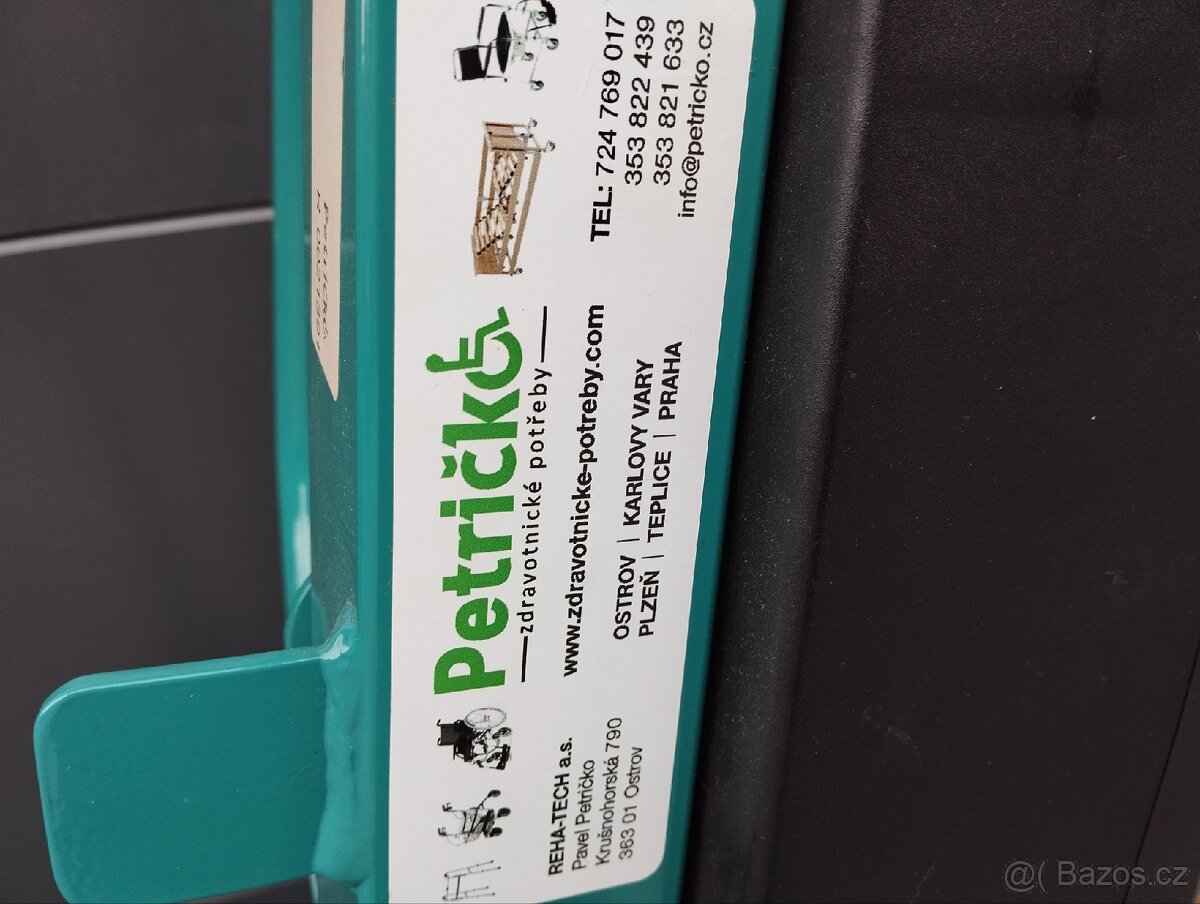 Petričko
zdravotnické potřeby
www.zdravotnicke-potreby.com
OSTROV | KARLOVY VARY
PLZEŇ | TEPLICE | PRAHA
REHA-TECH a.s.
Pavel Petričko
Krušnohorská 790
363 01 Ostrov
TEL: 724 769 017
353 822 439
353 821 633
info@petricko.cz
Petričko
@( Bazos.cz